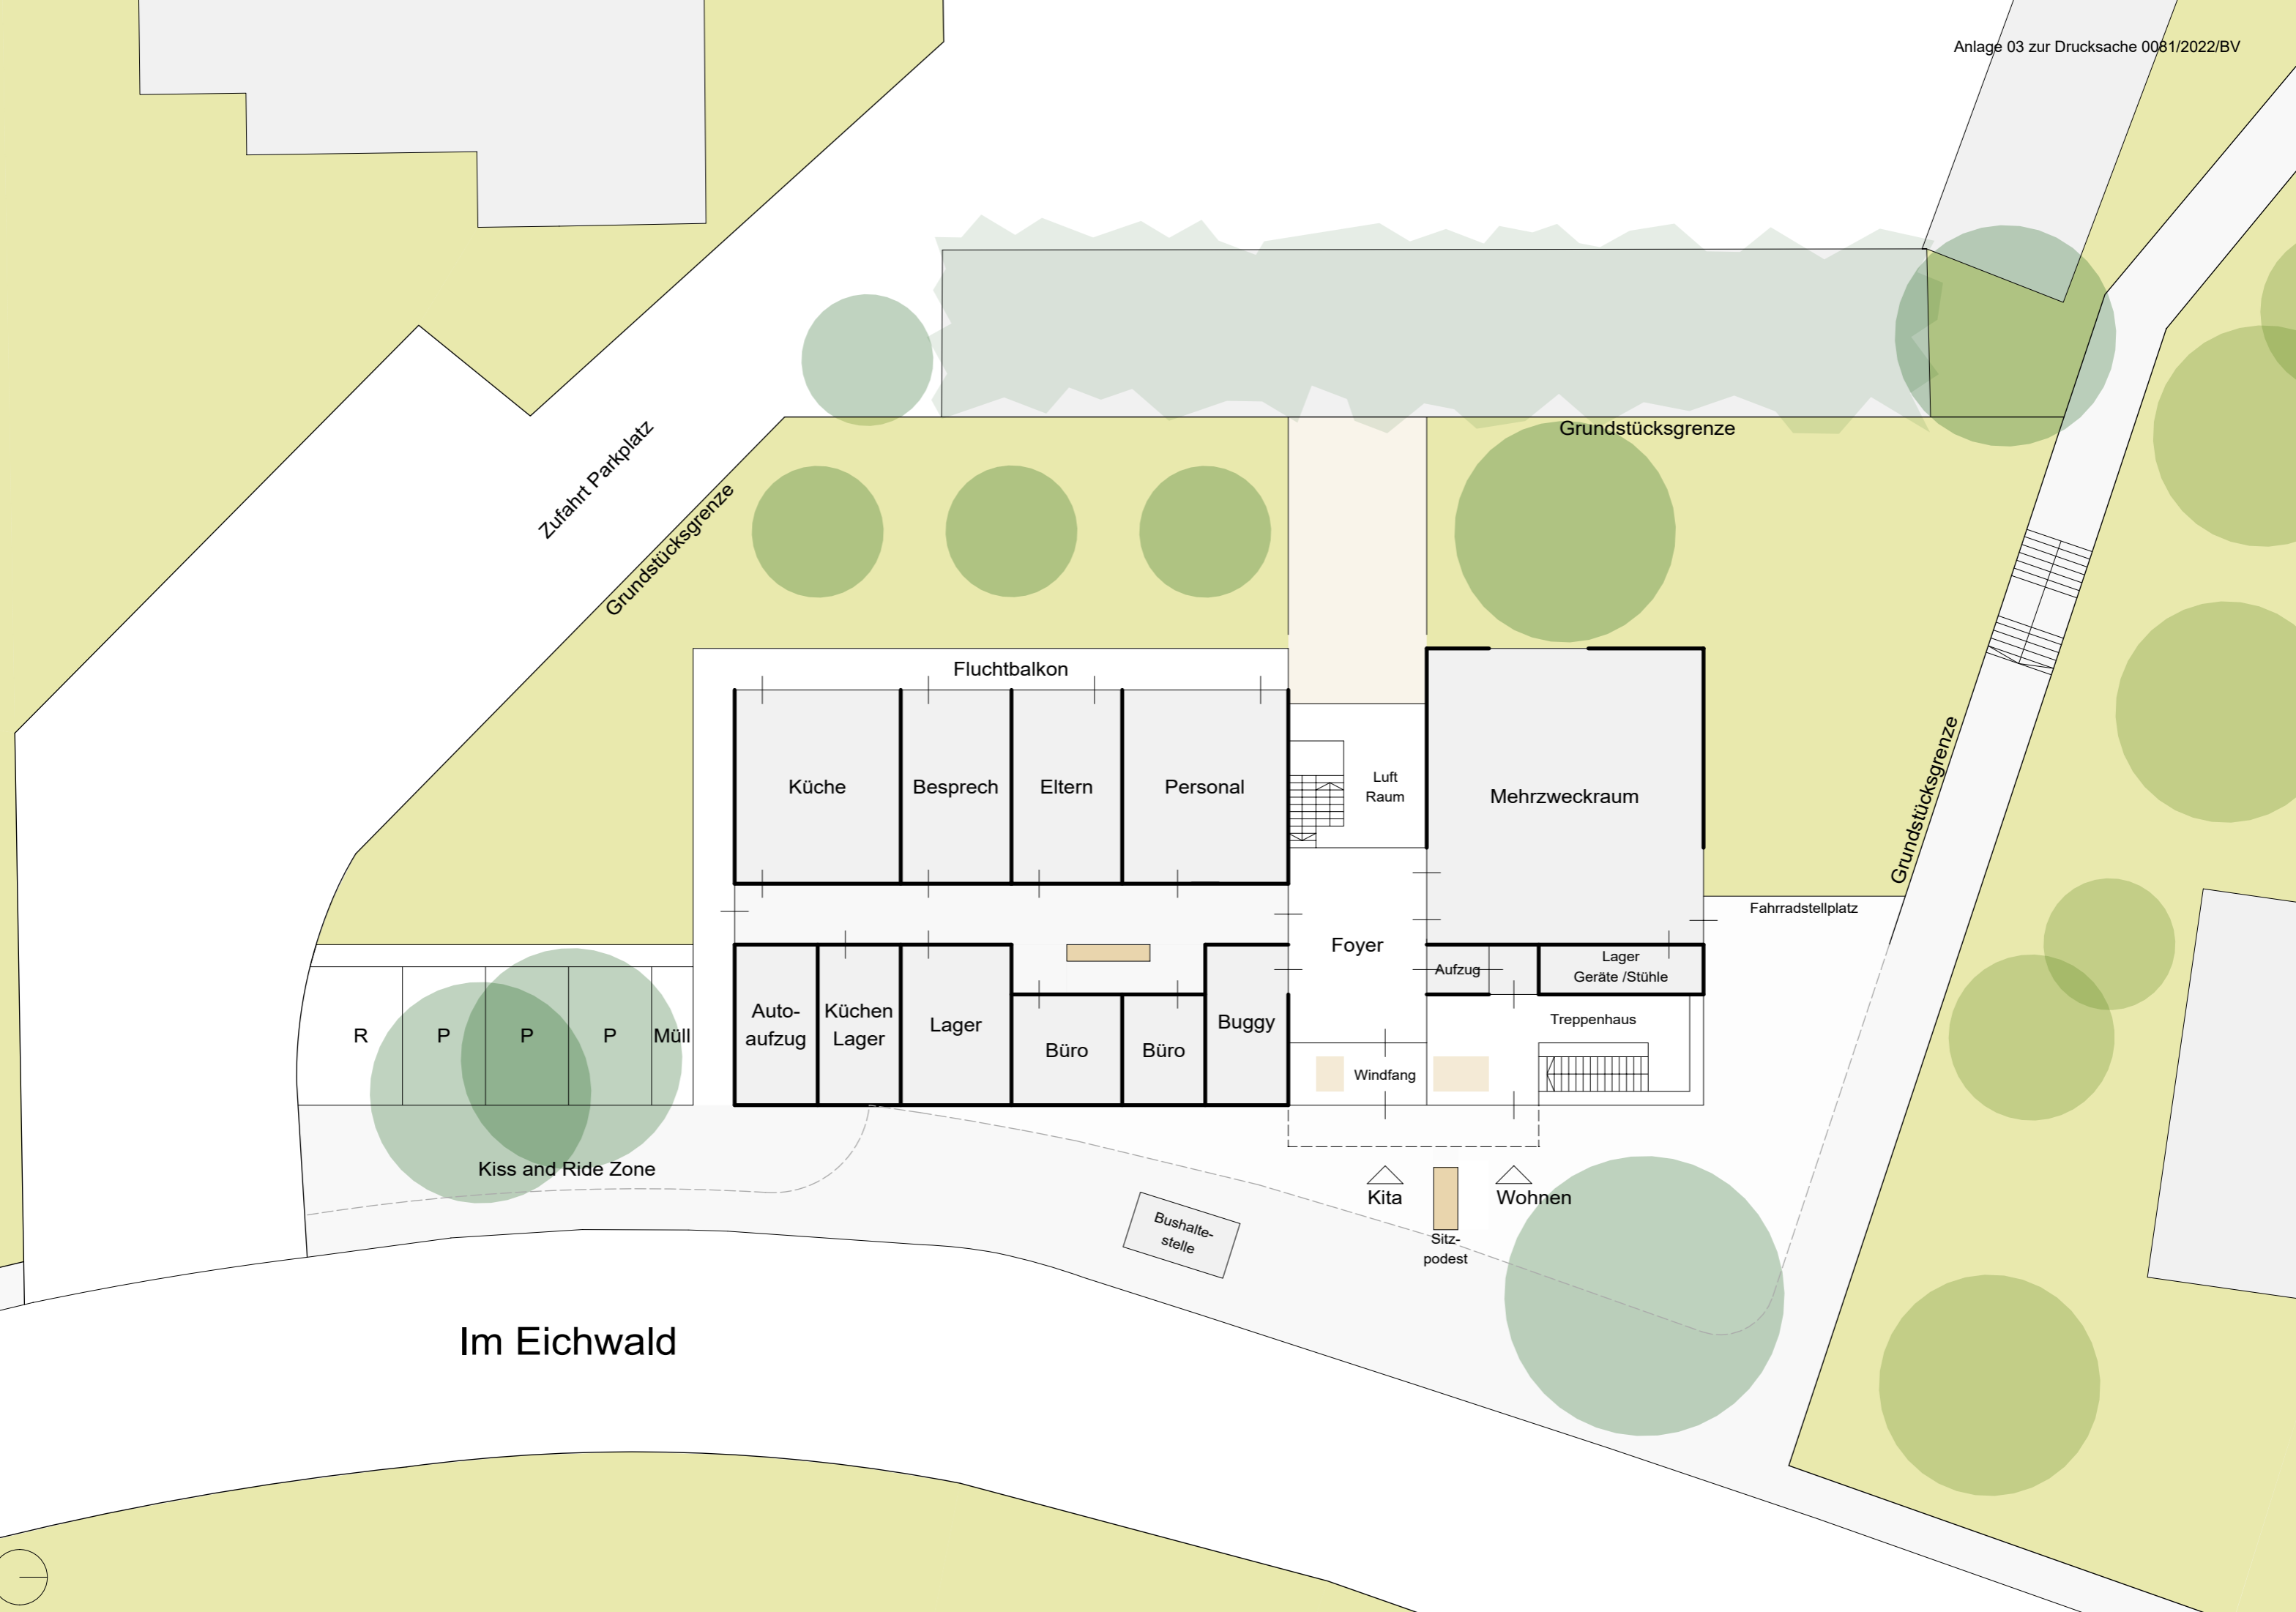 Anlage 03 zur Drucksache 0081/2022/BV
Grundstücksgrenze
Zufahrt Parkplatz
Grundstücksgrenze
Fluchtbalkon
Küche
Besprech
Eltern
Personal
Luft
Raum
Mehrzweckraum
Grundstücksgrenze
Fahrradstellplatz
Foyer
Aufzug
Lager
Geräte /Stühle
Auto-
aufzug
Küchen
Lager
Lager
Büro
Büro
Buggy
Treppenhaus
R
P
P
P
Müll
Windfang
Kiss and Ride Zone
Kita
Wohnen
Bushalte-
stelle
Sitz-
podest
Im Eichwald